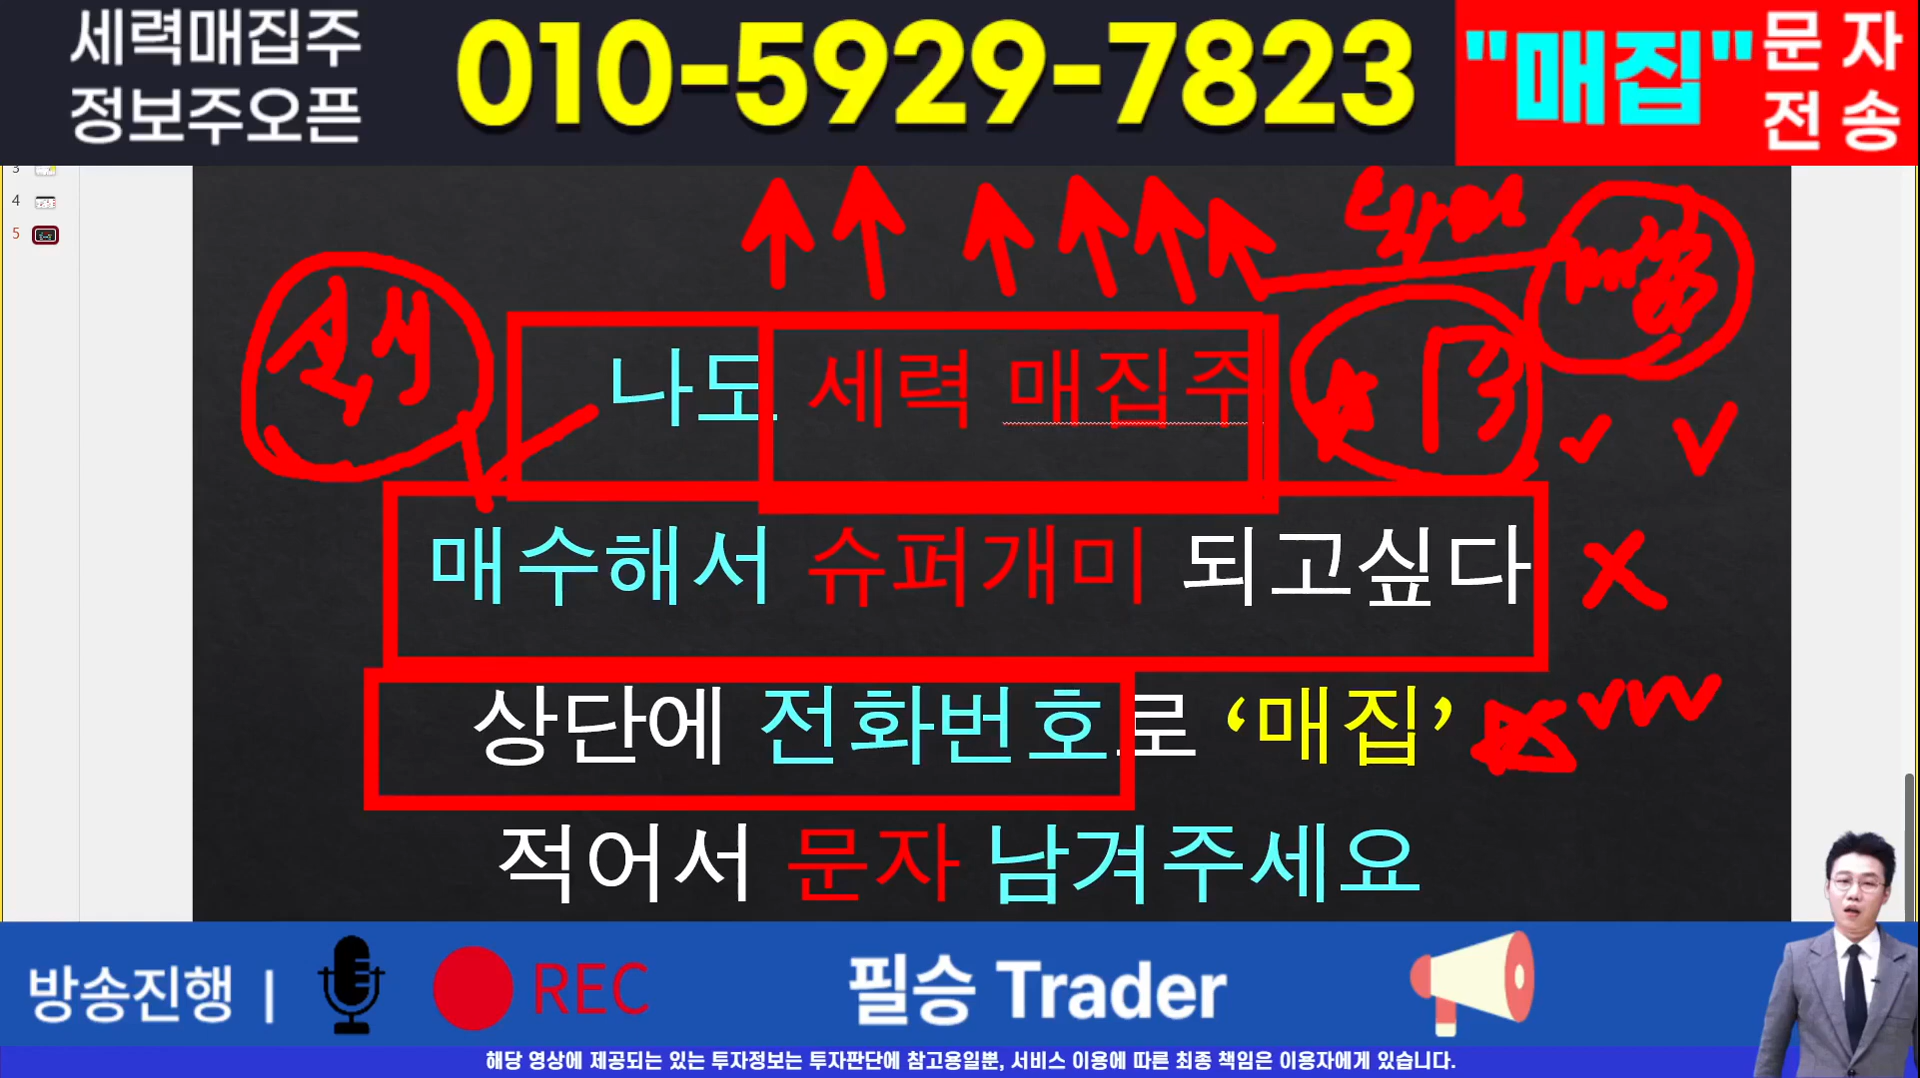 세력매집주
정보주오픈
010-5929-7823
"매집"
문자
전송
3
4
5
나도 세력 매집주
매수해서 슈퍼개미 되고싶다
상단에 전화번호로 ‘매집’
적어서 문자 남겨주세요
방송진행 |
REC
필승 Trader
해당 영상에 제공되는 있는 투자정보는 투자판단에 참고용일뿐, 서비스 이용에 따른 최종 책임은 이용자에게 있습니다.